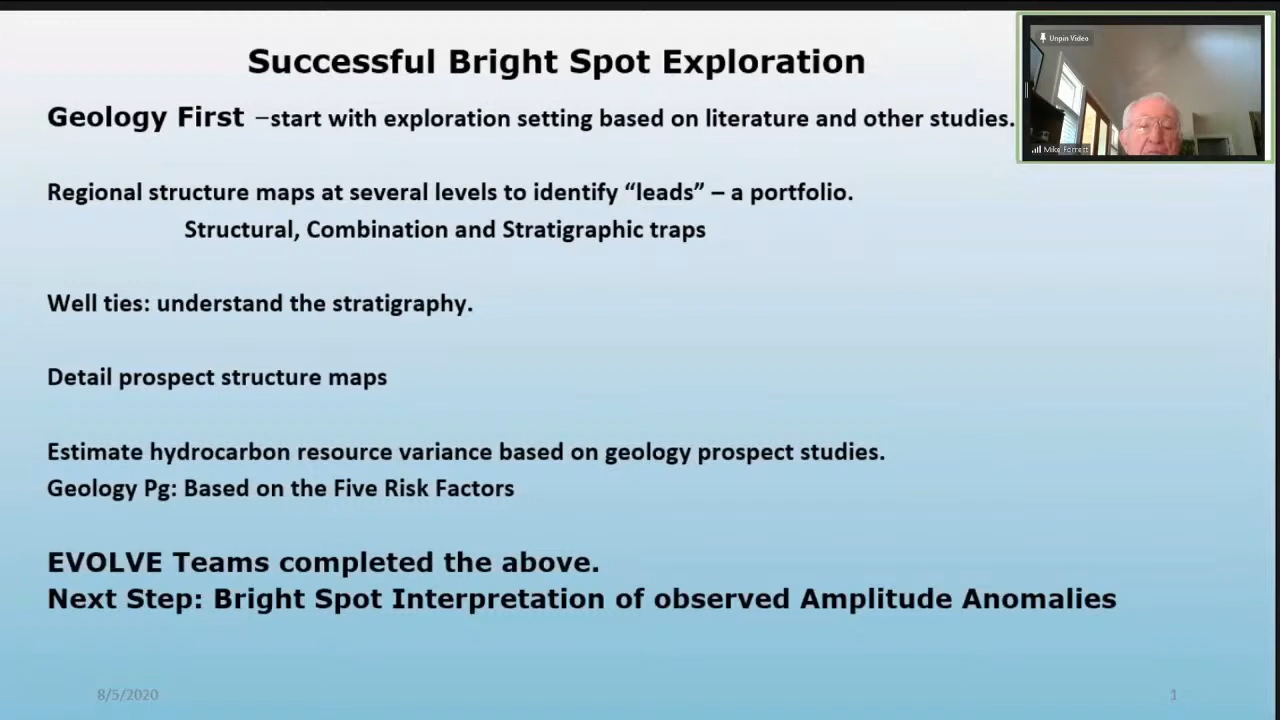 Successful Bright Spot Exploration
Unpin Video
Geology First –start with exploration setting based on literature and other studies.
Mike Forrest
Regional structure maps at several levels to identify “leads” – a portfolio.
Structural, Combination and Stratigraphic traps
Well ties: understand the stratigraphy.
Detail prospect structure maps
Estimate hydrocarbon resource variance based on geology prospect studies.
Geology Pg: Based on the Five Risk Factors
EVOLVE Teams completed the above.
Next Step: Bright Spot Interpretation of observed Amplitude Anomalies
8/5/2020
1